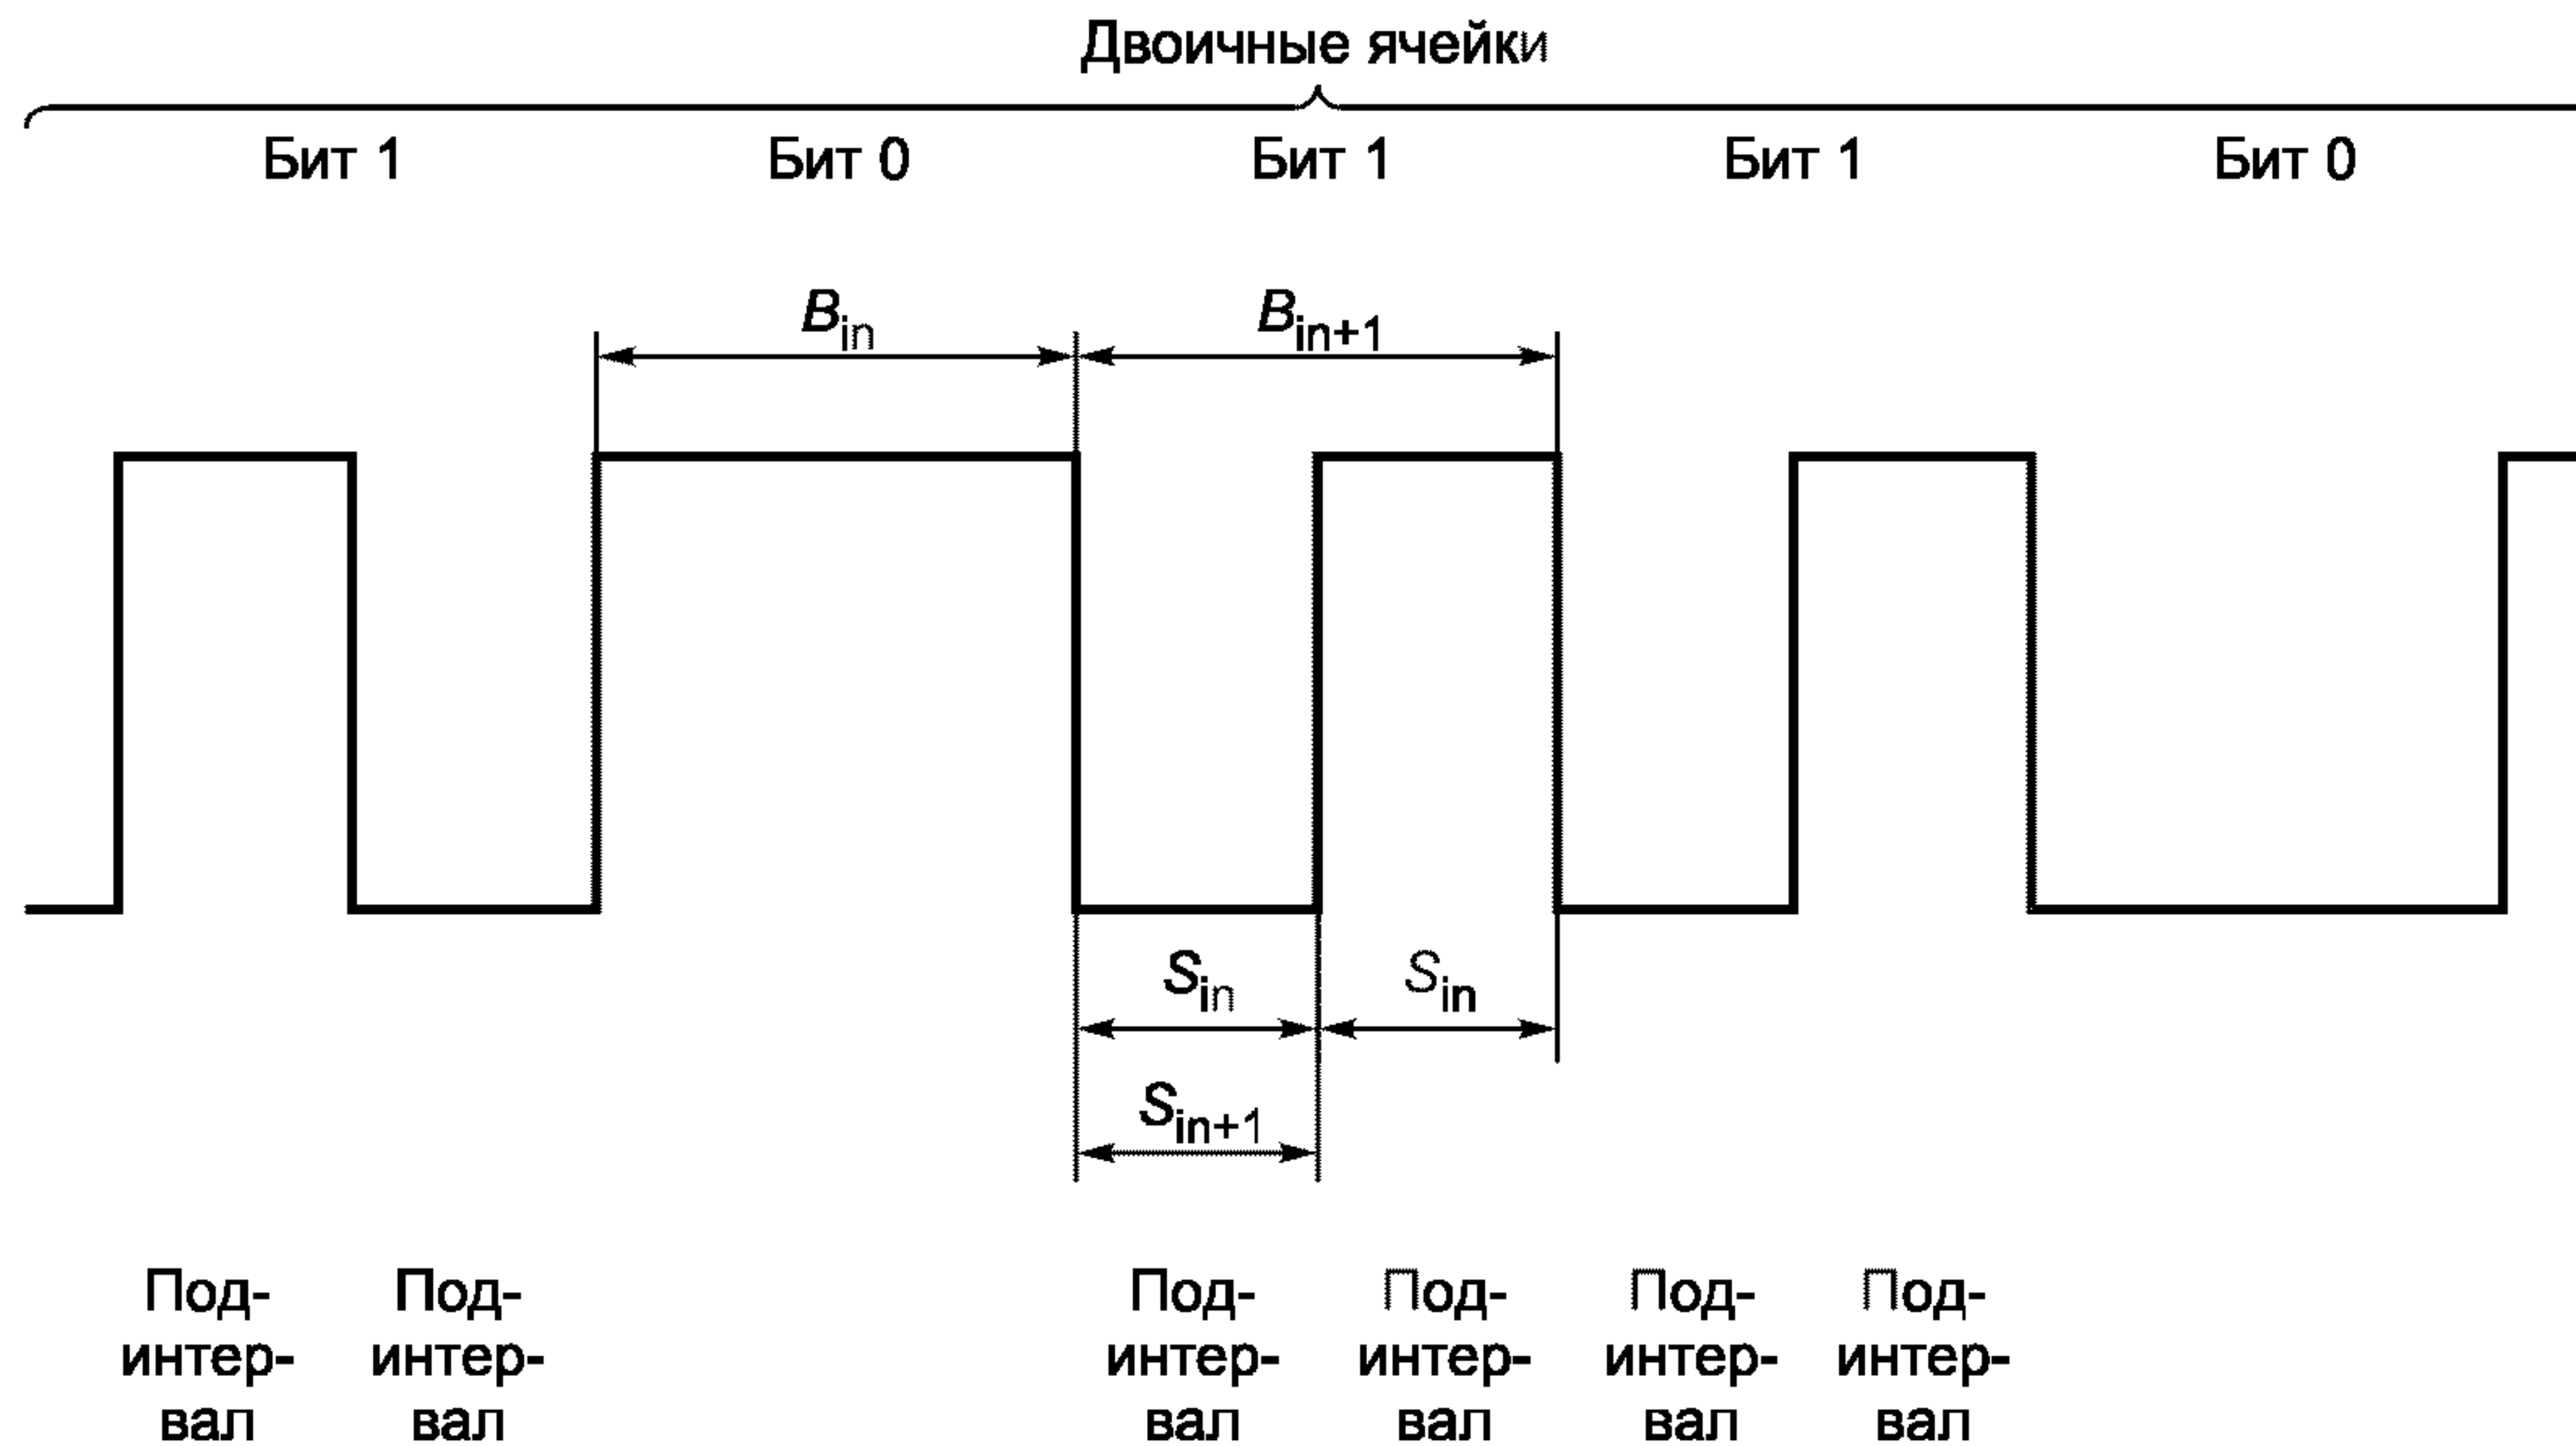 Двоичные ячейки
Бит 1 Бит 0 Бит 1 Бит 1 Бит 0
Bin Bin+1
Sin Sin
Sin+1
Под- Под- Под- Под- Под- Под-
интер- интер- интер- интер- интер- интер-
вал вал вал вал вал вал